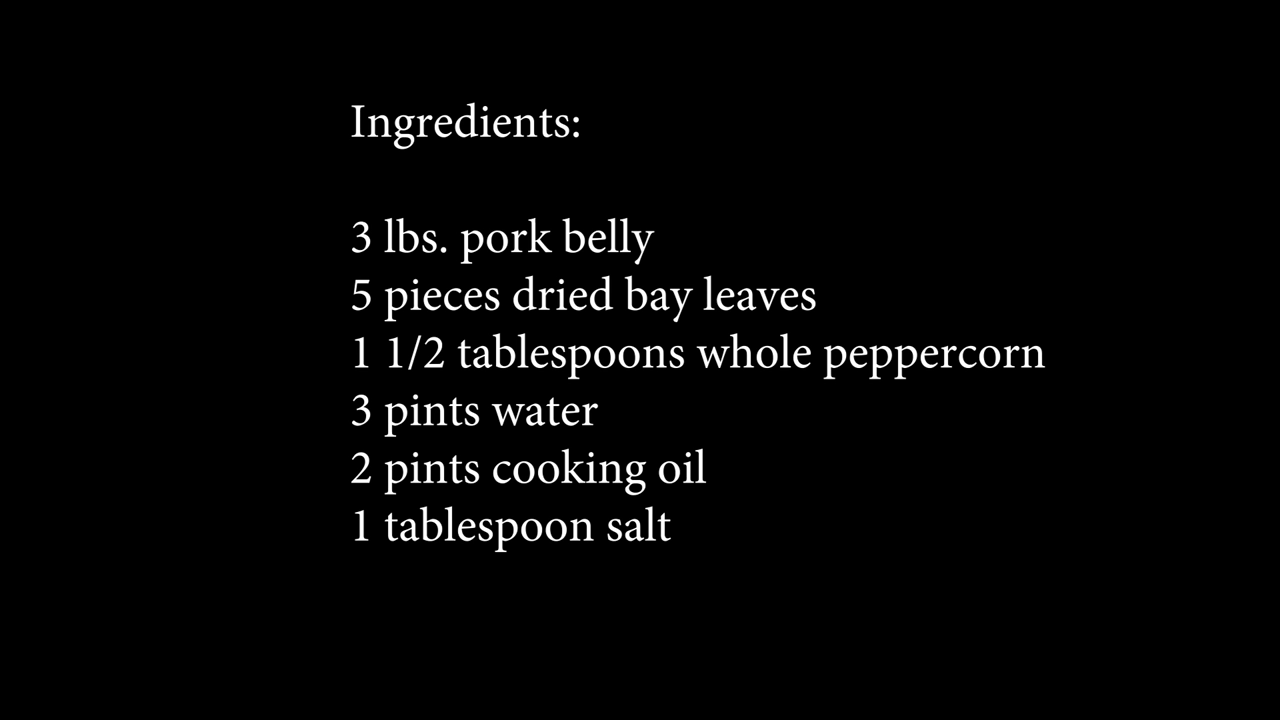 Ingredients:
3 lbs. pork belly
5 pieces dried bay leaves
1 1/2 tablespoons whole peppercorn
3 pints water
2 pints cooking oil
1 tablespoon salt